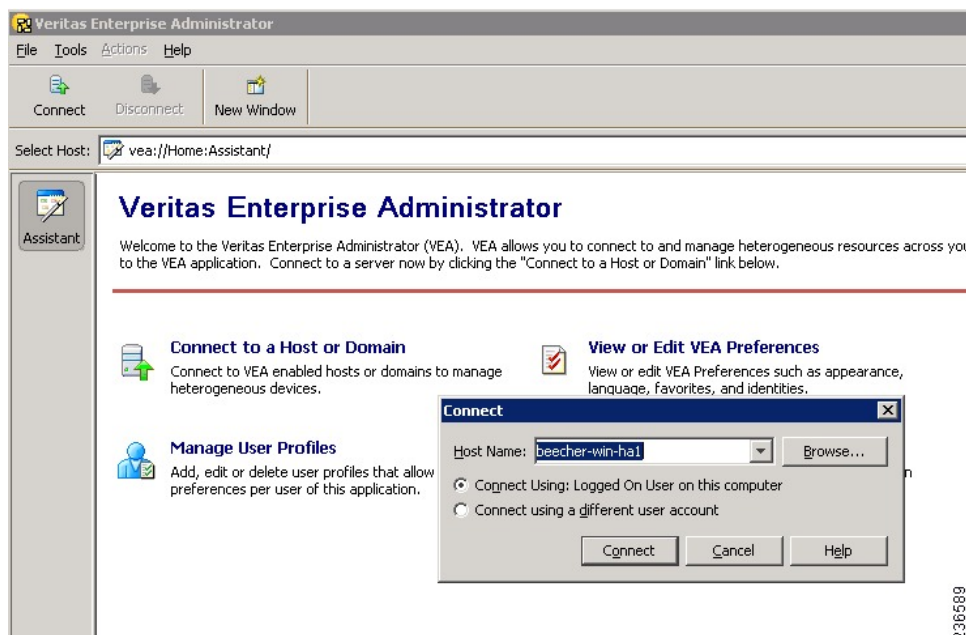 Veritas Enterprise Administrator
File Tools Actions Help
Connect Disconnect New Window
Select Host: vea://Home:Assistant/
Assistant
Veritas Enterprise Administrator
Welcome to the Veritas Enterprise Administrator (VEA). VEA allows you to connect to and manage heterogeneous resources across you
to the VEA application. Connect to a server now by clicking the "Connect to a Host or Domain" link below.
Connect to a Host or Domain
Connect to VEA enabled hosts or domains to manage
heterogeneous devices.
View or Edit VEA Preferences
View or edit VEA Preferences such as appearance,
language, favorites, and identities.
Manage User Profiles
Add, edit or delete user profiles that allow
preferences per user of this application.
n
Connect
Host Name: beecher-win-ha1 Browse...
Connect Using: Logged On User on this computer
Connect using a different user account
Connect Cancel Help
236589